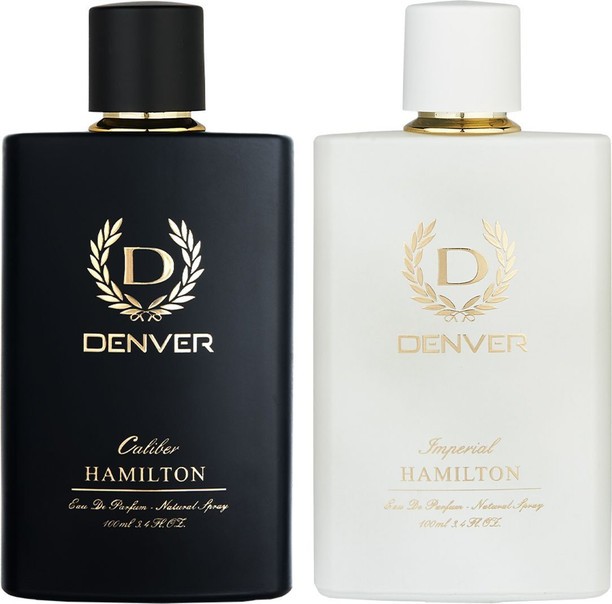 D
DENVER
Caliber
HAMILTON
Eau De Parfum - Natural Spray
100ml 3.4 Fl.OZ.
D
DENVER
Imperial
HAMILTON
Eau De Parfum - Natural Spray
100ml 3.4 Fl.OZ.